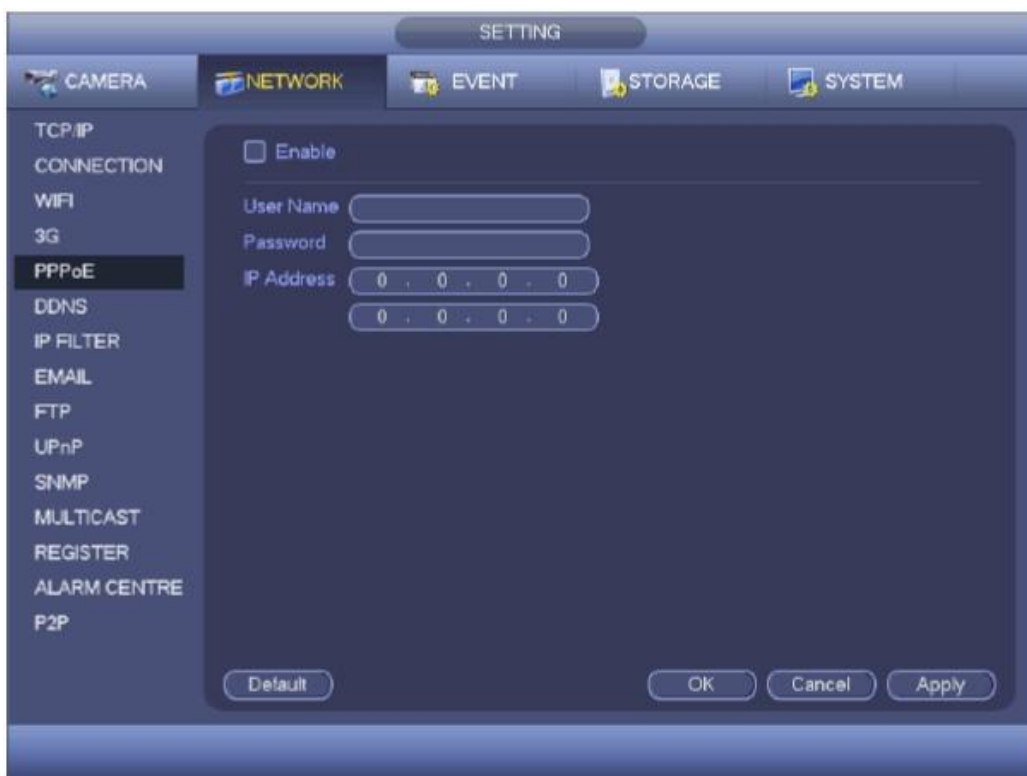 SETTING
CAMERA NETWORK EVENT STORAGE SYSTEM
TCP/IP
CONNECTION
WIFI
3G
PPPoE
DDNS
IP FILTER
EMAIL
FTP
UPnP
SNMP
MULTICAST
REGISTER
ALARM CENTRE
P2P
Enable
User Name
Password
IP Address 0 . 0 . 0 . 0
0 . 0 . 0 . 0
Default OK Cancel Apply